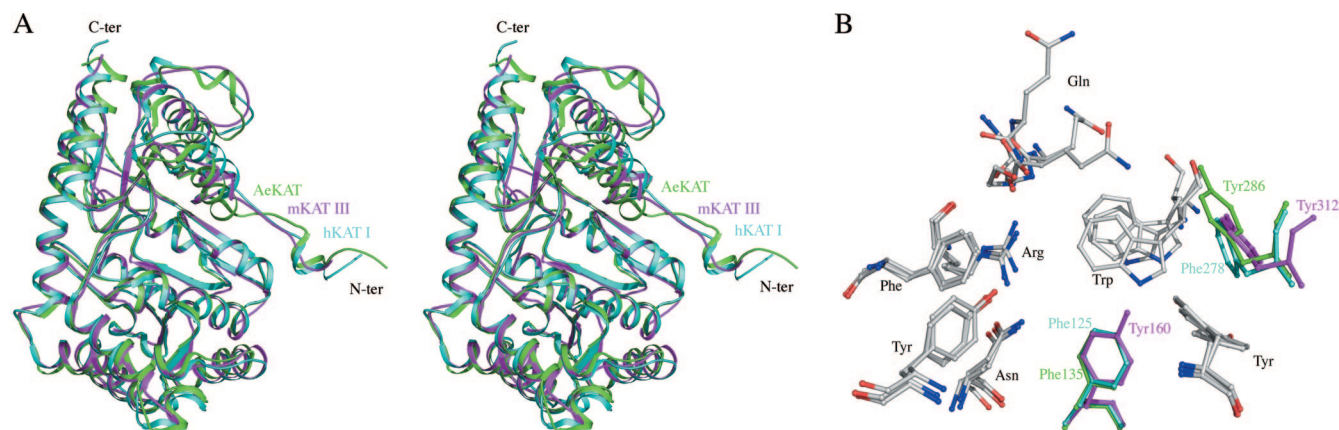 A
C-ter
AeKAT
mKAT III
hKAT I
N-ter
C-ter
AeKAT
mKAT III
hKAT I
N-ter
B
Gln
Tyr286
Tyr312
Arg
Phe278
Trp
Phe
Phe125
Tyr160
Tyr
Tyr
Phe135
Asn